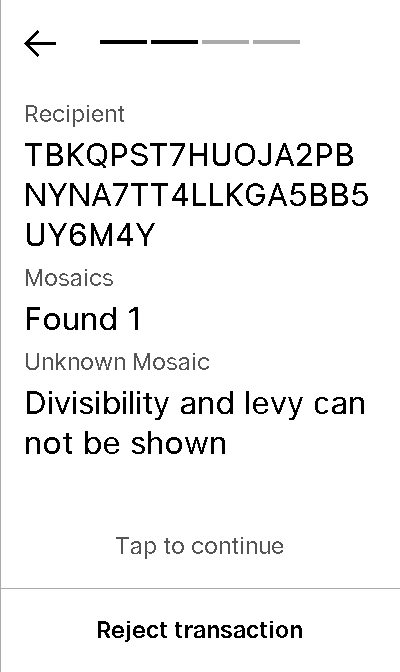 Recipient
TBKQPST7HUOJA2PB
NYNA7TT4LLKGA5BB5
UY6M4Y
Mosaics
Found 1
Unknown Mosaic
Divisibility and levy can
not be shown
Tap to continue
Reject transaction